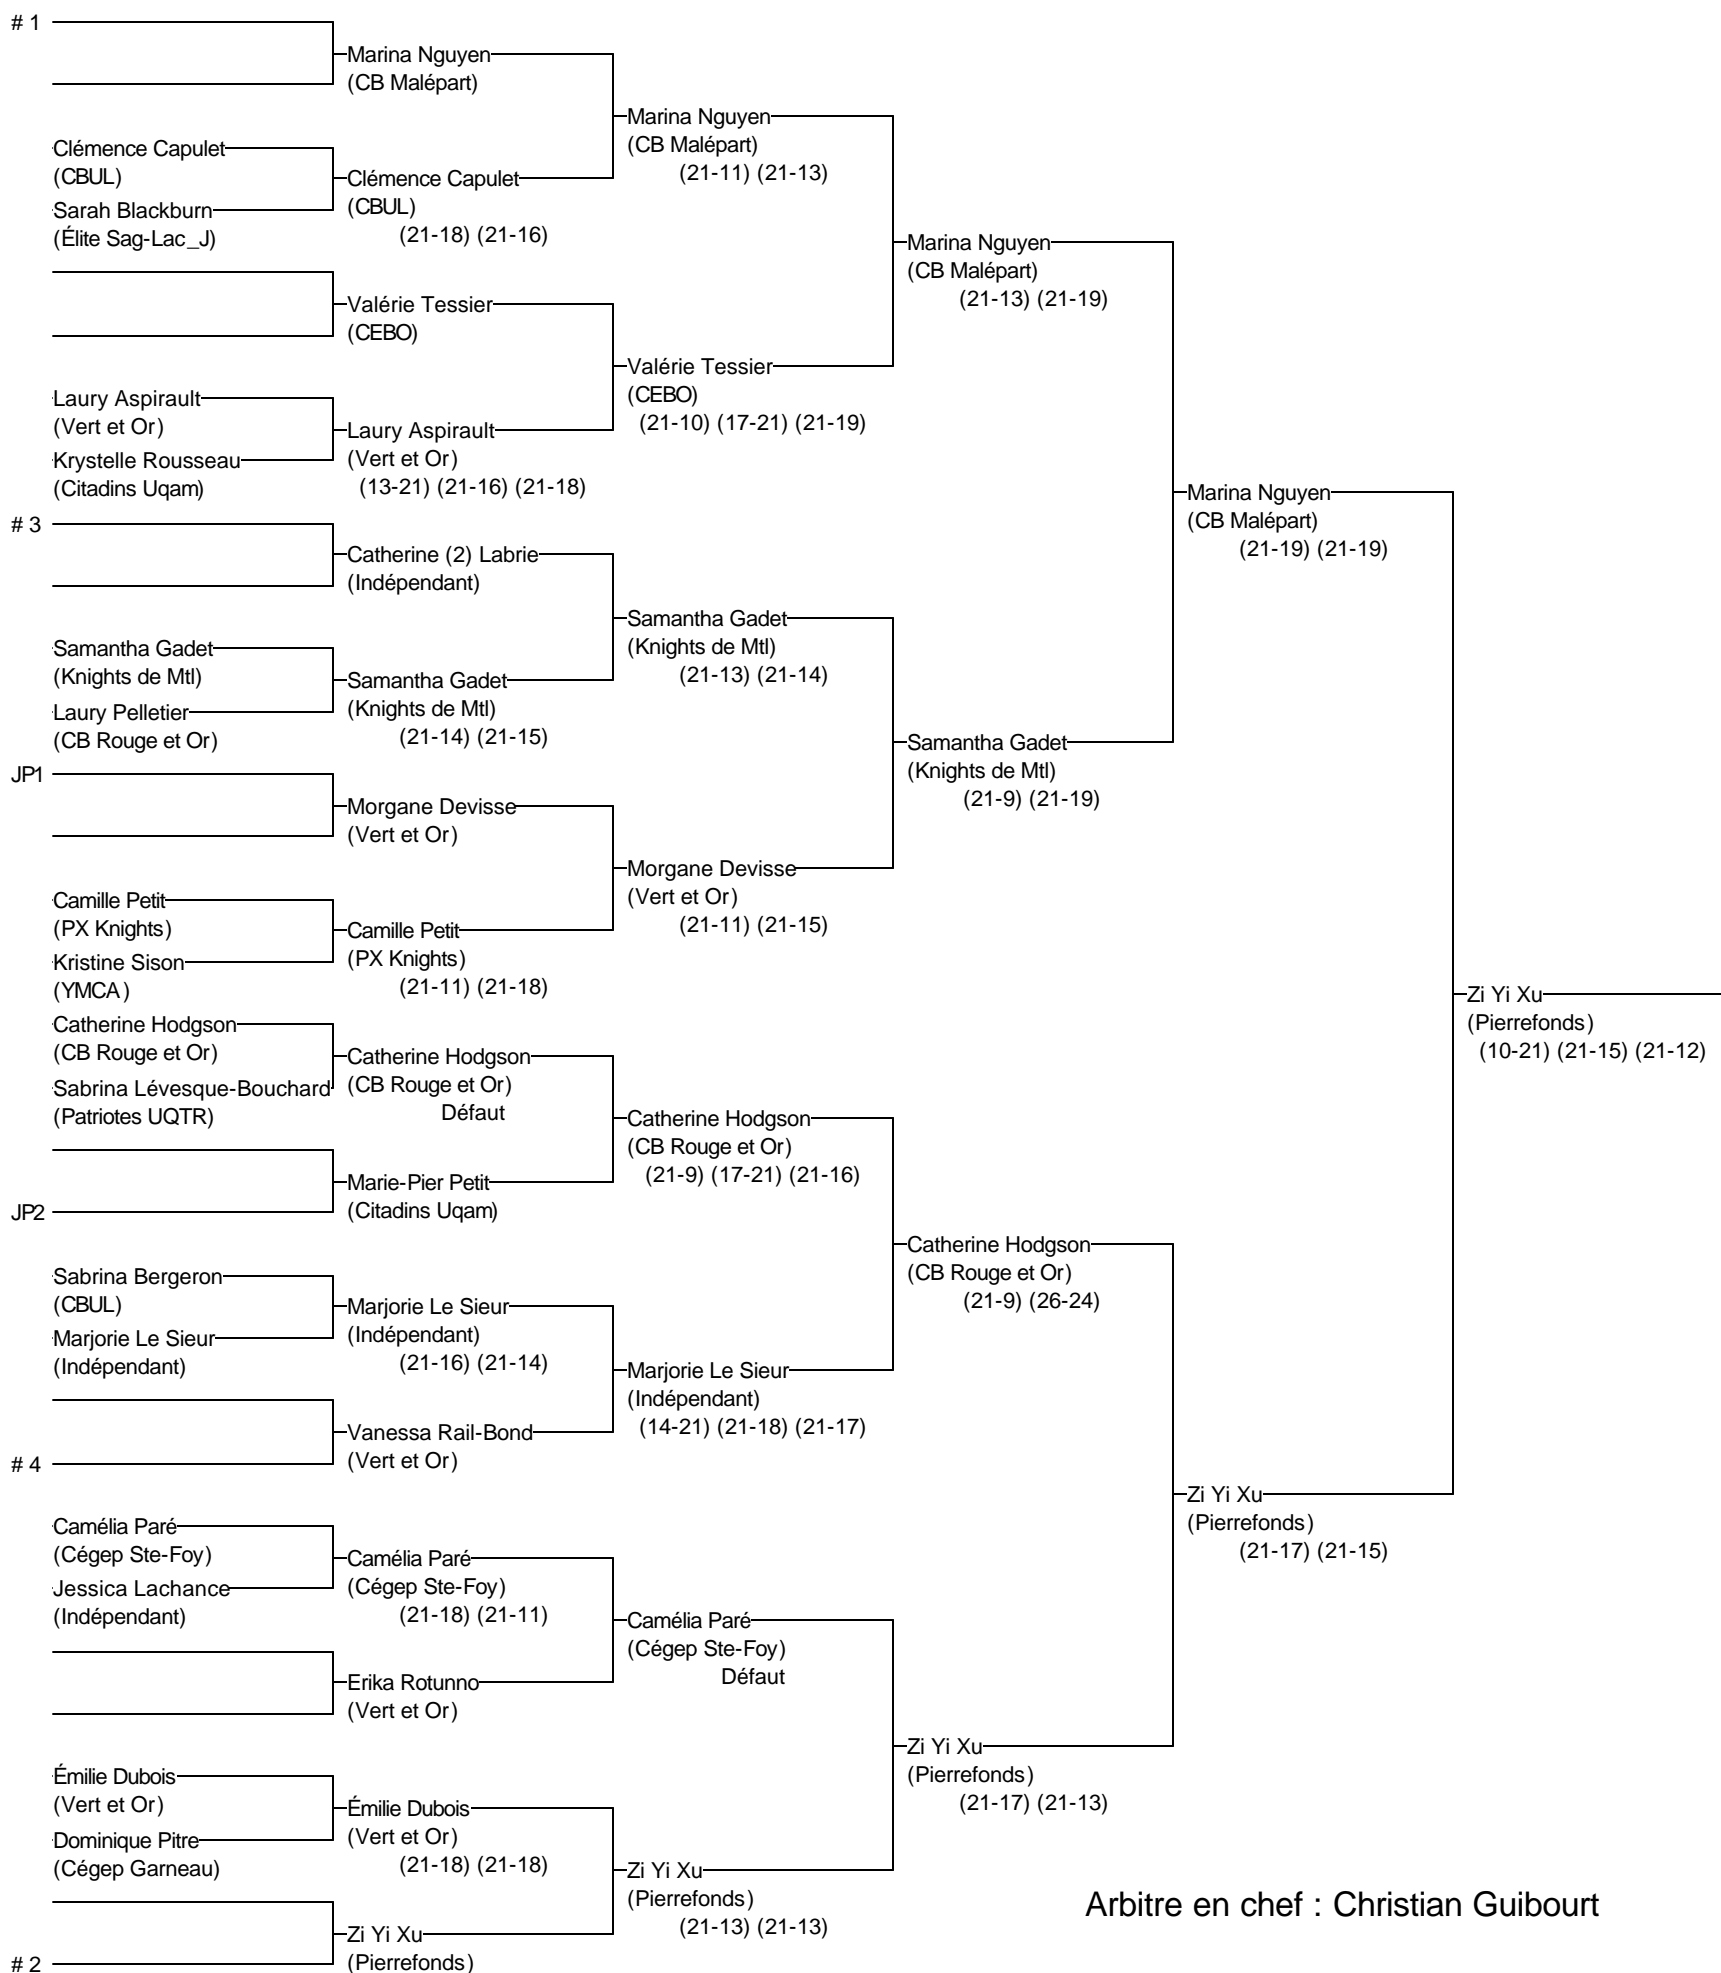 # 1
Marina Nguyen
(CB Malépart)
Marina Nguyen
(CB Malépart)
(21-11) (21-13)
Clémence Capulet
(CBUL)
Sarah Blackburn
(Élite Sag-Lac_J)
Clémence Capulet
(CBUL)
(21-18) (21-16)
Marina Nguyen
(CB Malépart)
(21-13) (21-19)
Valérie Tessier
(CEBO)
Valérie Tessier
(CEBO)
(21-10) (17-21) (21-19)
Laury Aspirault
(Vert et Or)
Krystelle Rousseau
(Citadins Uqam)
Laury Aspirault
(Vert et Or)
(13-21) (21-16) (21-18)
Marina Nguyen
(CB Malépart)
(21-19) (21-19)
# 3
Catherine (2) Labrie
(Indépendant)
Samantha Gadet
(Knights de Mtl)
(21-13) (21-14)
Samantha Gadet
(Knights de Mtl)
Laury Pelletier
(CB Rouge et Or)
Samantha Gadet
(Knights de Mtl)
(21-14) (21-15)
Samantha Gadet
(Knights de Mtl)
(21-9) (21-19)
JP1
Morgane Devisse
(Vert et Or)
Morgane Devisse
(Vert et Or)
(21-11) (21-15)
Camille Petit
(PX Knights)
Kristine Sison
(YMCA)
Camille Petit
(PX Knights)
(21-11) (21-18)
Zi Yi Xu
(Pierrefonds)
(10-21) (21-15) (21-12)
Catherine Hodgson
(CB Rouge et Or)
Sabrina Lévesque-Bouchard
(Patriotes UQTR)
Catherine Hodgson
(CB Rouge et Or)
Défaut
Catherine Hodgson
(CB Rouge et Or)
(21-9) (17-21) (21-16)
Marie-Pier Petit
(Citadins Uqam)
JP2
Catherine Hodgson
(CB Rouge et Or)
(21-9) (26-24)
Sabrina Bergeron
(CBUL)
Marjorie Le Sieur
(Indépendant)
Marjorie Le Sieur
(Indépendant)
(21-16) (21-14)
Marjorie Le Sieur
(Indépendant)
(14-21) (21-18) (21-17)
Vanessa Rail-Bond
(Vert et Or)
# 4
Zi Yi Xu
(Pierrefonds)
(21-17) (21-15)
Camélia Paré
(Cégep Ste-Foy)
Jessica Lachance
(Indépendant)
Camélia Paré
(Cégep Ste-Foy)
(21-18) (21-11)
Camélia Paré
(Cégep Ste-Foy)
Défaut
Erika Rotunno
(Vert et Or)
Zi Yi Xu
(Pierrefonds)
(21-17) (21-13)
Émilie Dubois
(Vert et Or)
Dominique Pitre
(Cégep Garneau)
Émilie Dubois
(Vert et Or)
(21-18) (21-18)
Zi Yi Xu
(Pierrefonds)
(21-13) (21-13)
Zi Yi Xu
(Pierrefonds)
# 2
Arbitre en chef : Christian Guibourt